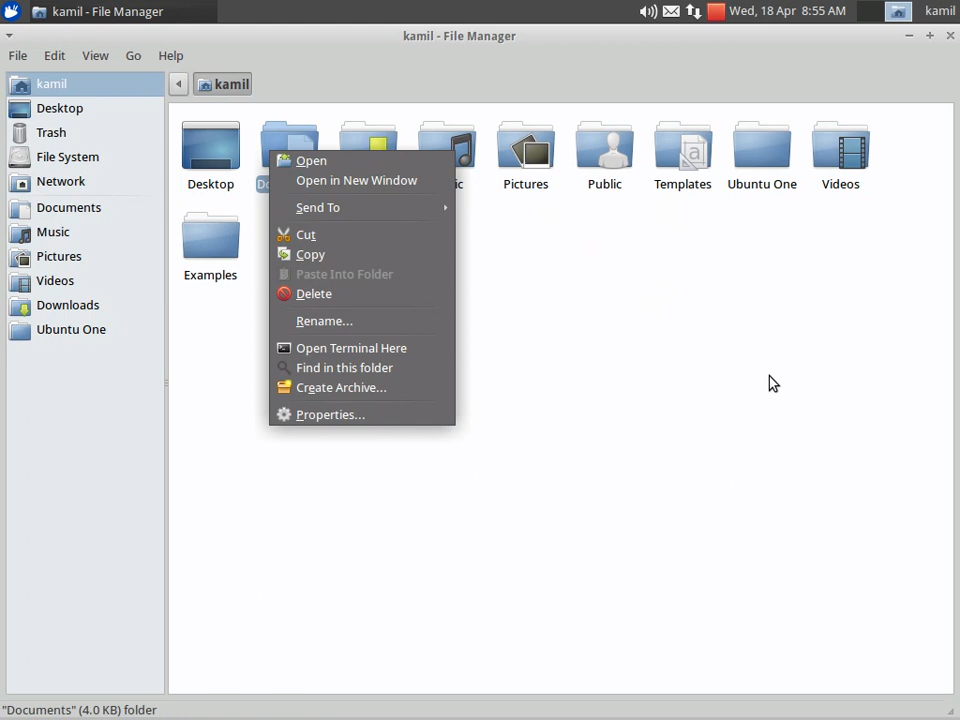 kamil - File Manager
Wed, 18 Apr 8:55 AM
kamil
kamil - File Manager
File Edit View Go Help
kamil
Desktop
Trash
File System
Network
Documents
Music
Pictures
Videos
Downloads
Ubuntu One
kamil
Desktop
Pictures
Public
Templates
Ubuntu One
Videos
Examples
Open
Open in New Window
Send To
Cut
Copy
Paste Into Folder
Delete
Rename...
Open Terminal Here
Find in this folder
Create Archive...
Properties...
"Documents" (4.0 KB) folder